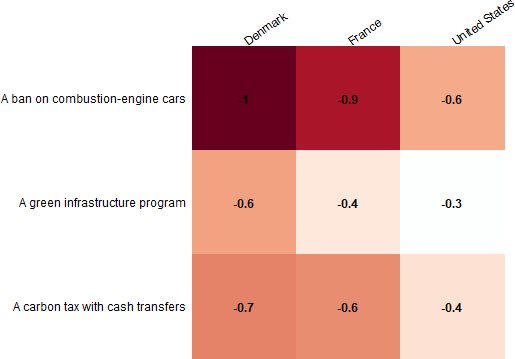 Denmark France United States
A ban on combustion-engine cars -1 -0.9 -0.6
A green infrastructure program -0.6 -0.4 -0.3
A carbon tax with cash transfers -0.7 -0.6 -0.4